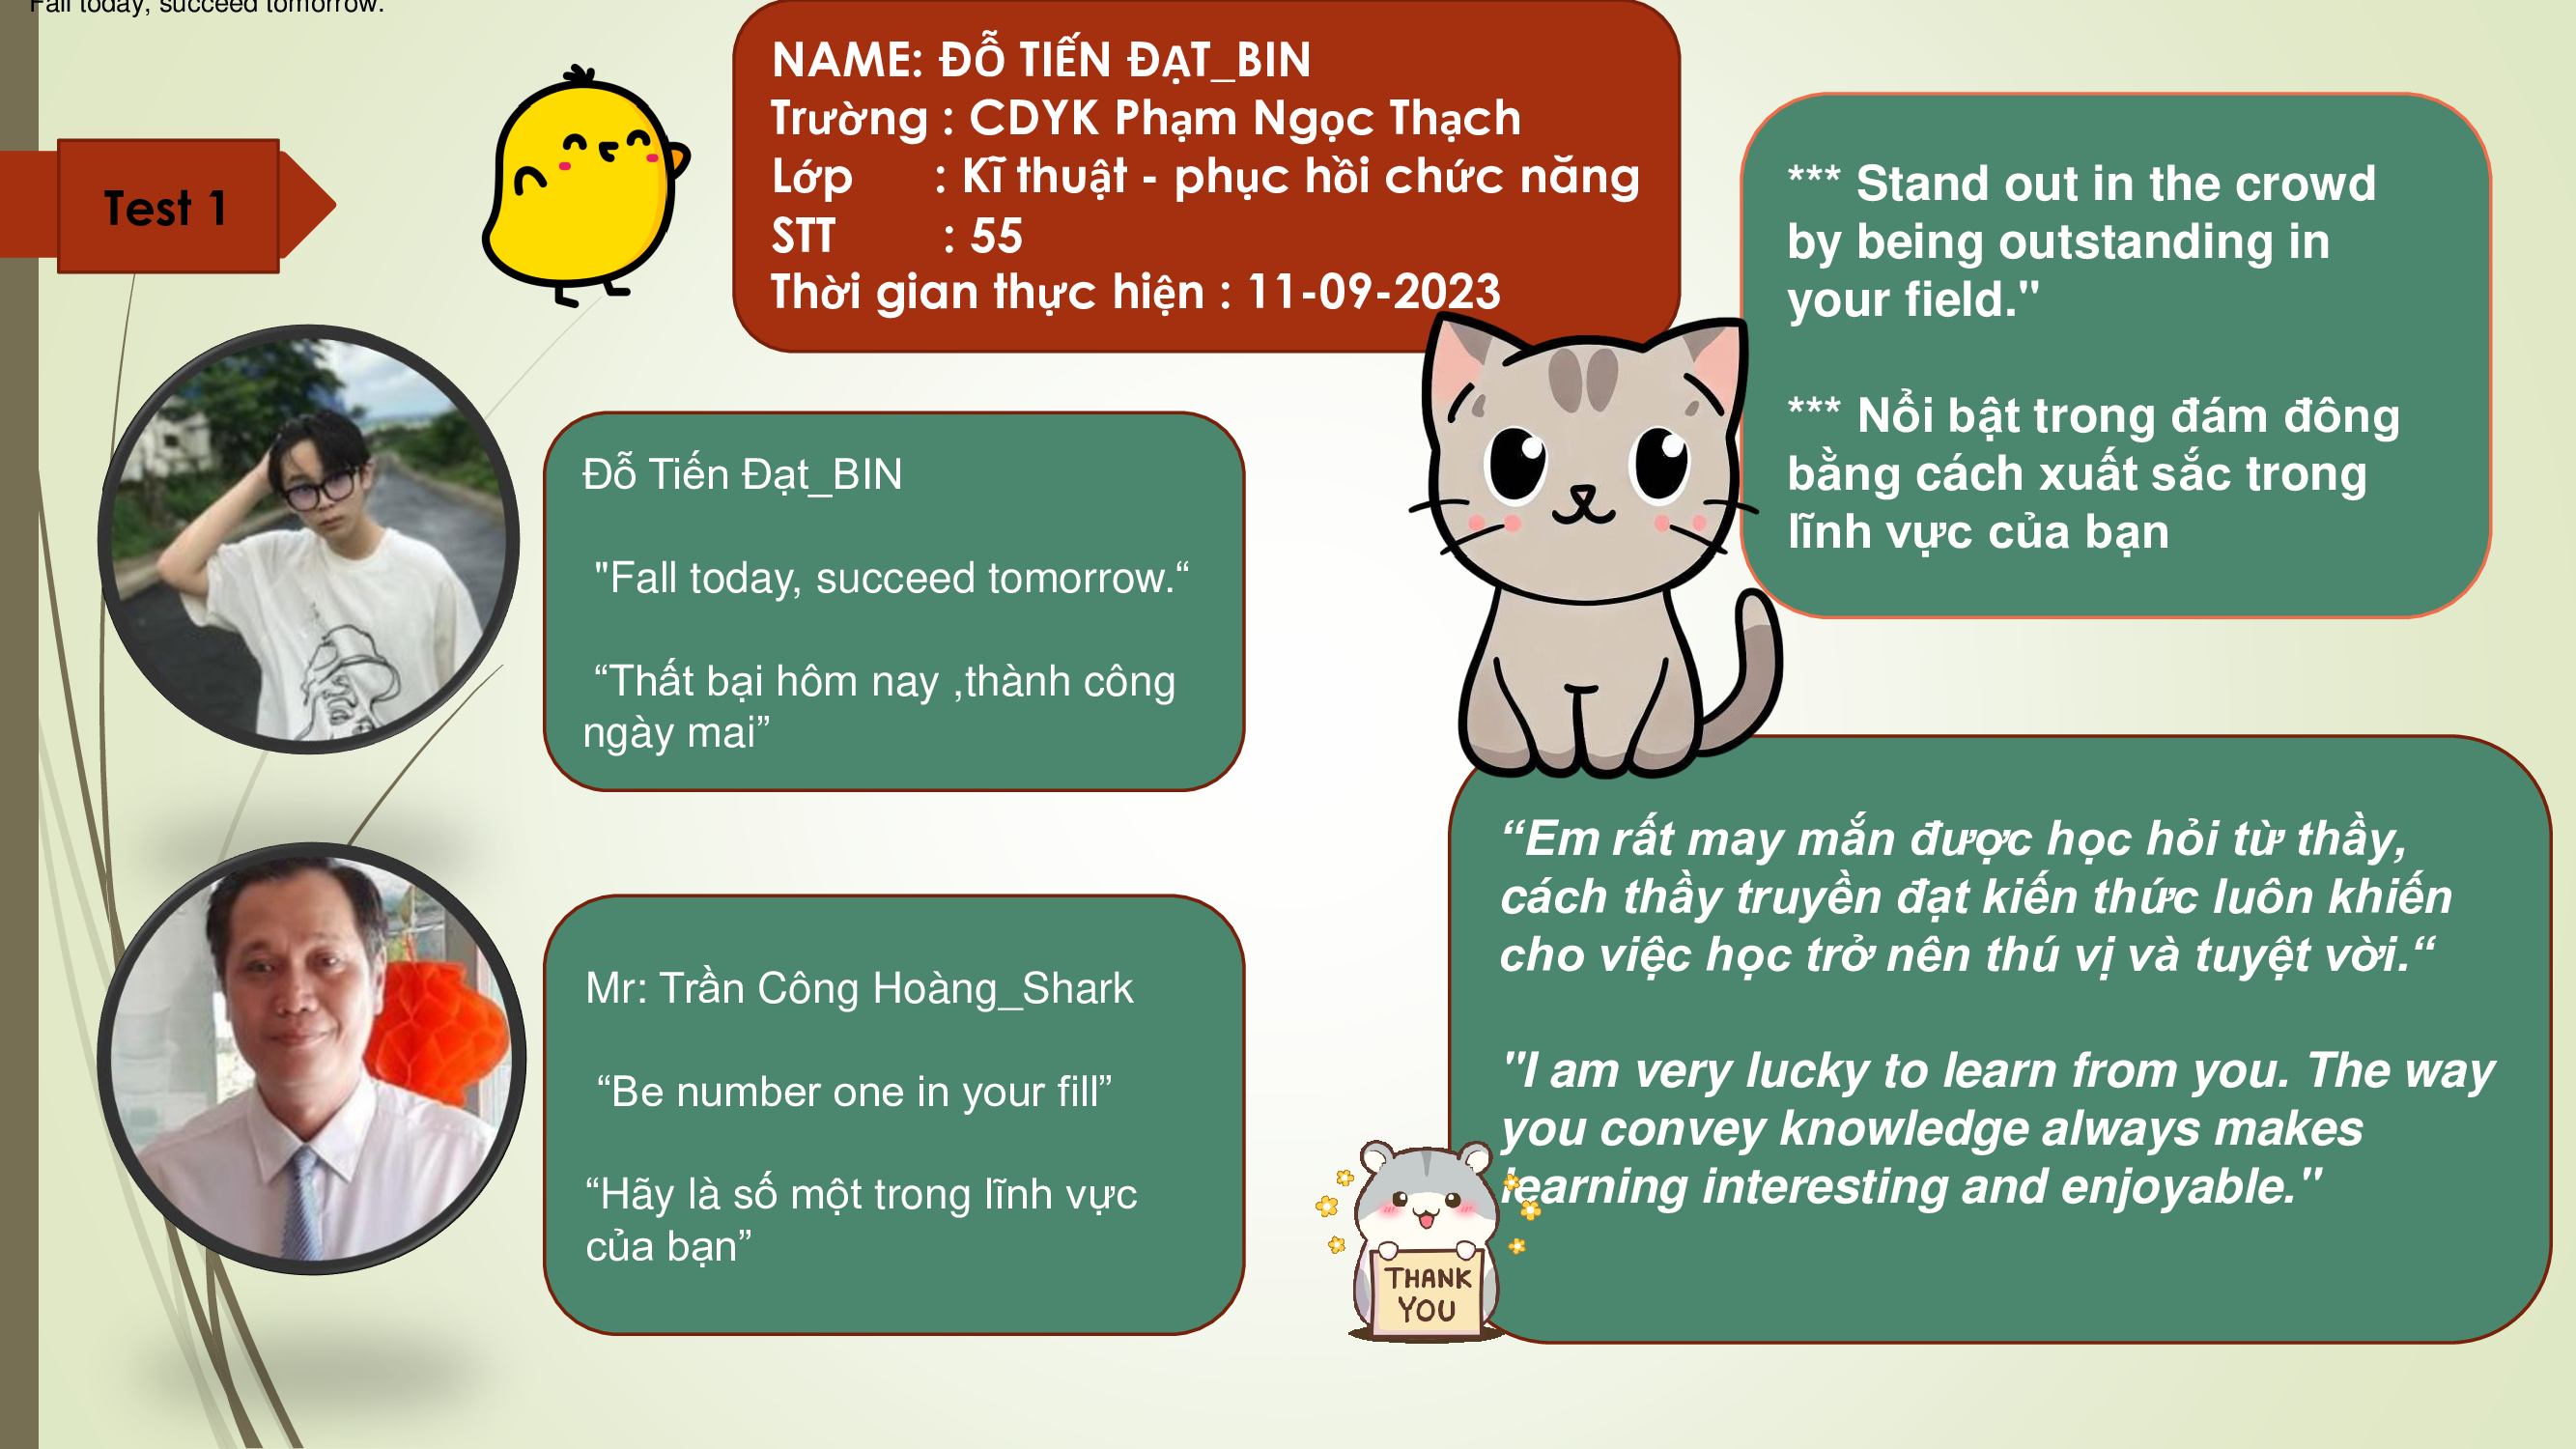 Fall today, succeed tomorrow.
NAME: ĐỖ TIẾN ĐẠT_BIN
Trường : CDYK Phạm Ngọc Thạch
Lớp : Kĩ thuật - phục hồi chức năng
STT : 55
Thời gian thực hiện : 11-09-2023
Test 1
*** Stand out in the crowd
by being outstanding in
your field."
*** Nổi bật trong đám đông
bằng cách xuất sắc trong
lĩnh vực của bạn
Đỗ Tiến Đạt_BIN
"Fall today, succeed tomorrow.“
“Thất bại hôm nay ,thành công
ngày mai”
Mr: Trần Công Hoàng_Shark
“Be number one in your fill”
“Hãy là số một trong lĩnh vực
của bạn”
“Em rất may mắn được học hỏi từ thầy,
cách thầy truyền đạt kiến thức luôn khiến
cho việc học trở nên thú vị và tuyệt vời.“
"I am very lucky to learn from you. The way
you convey knowledge always makes
learning interesting and enjoyable."
THANK
YOU